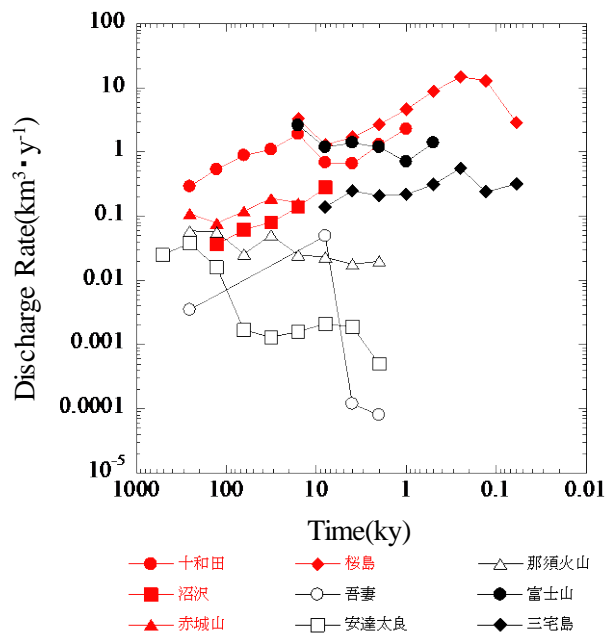 100
10
1
0.1
0.01
0.001
0.0001
10⁻⁵
Discharge Rate(km³・y⁻¹)
1000 100 10 1 0.1 0.01
Time(ky)
十和田 桜島 那須火山
沼沢 吾妻 富士山
赤城山 安達太良 三宅島